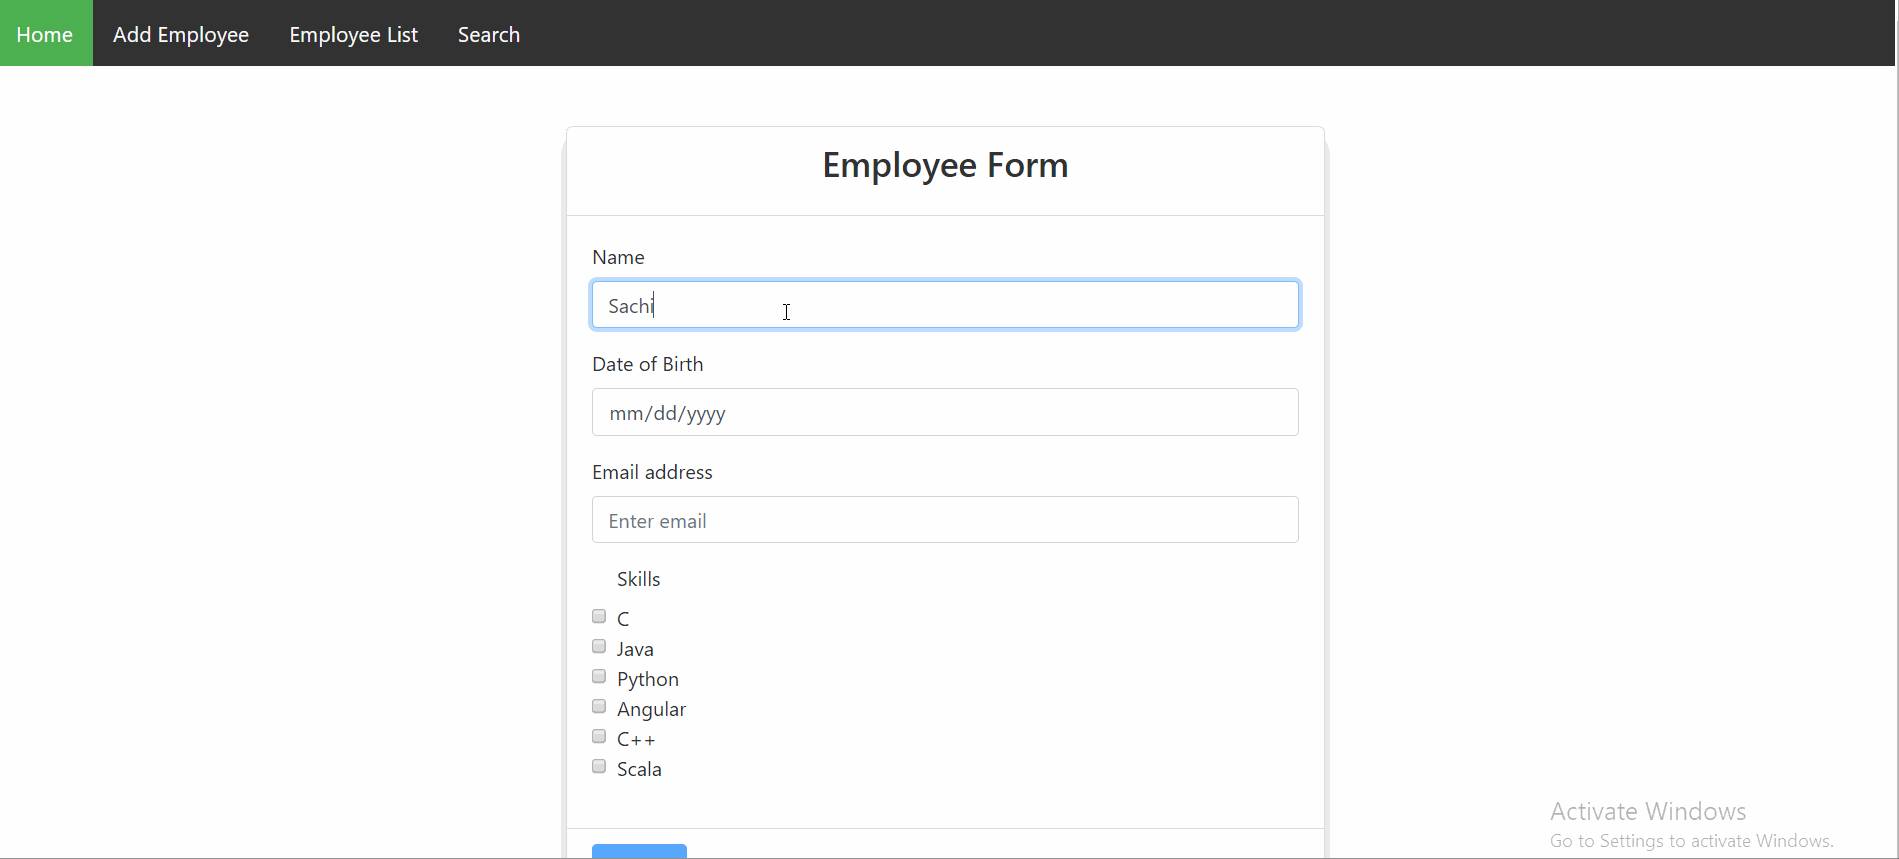 Home Add Employee Employee List Search
Employee Form
Name
Sachi
Date of Birth
mm/dd/yyyy
Email address
Enter email
Skills
C
Java
Python
Angular
C++
Scala
Activate Windows
Go to Settings to activate Windows.